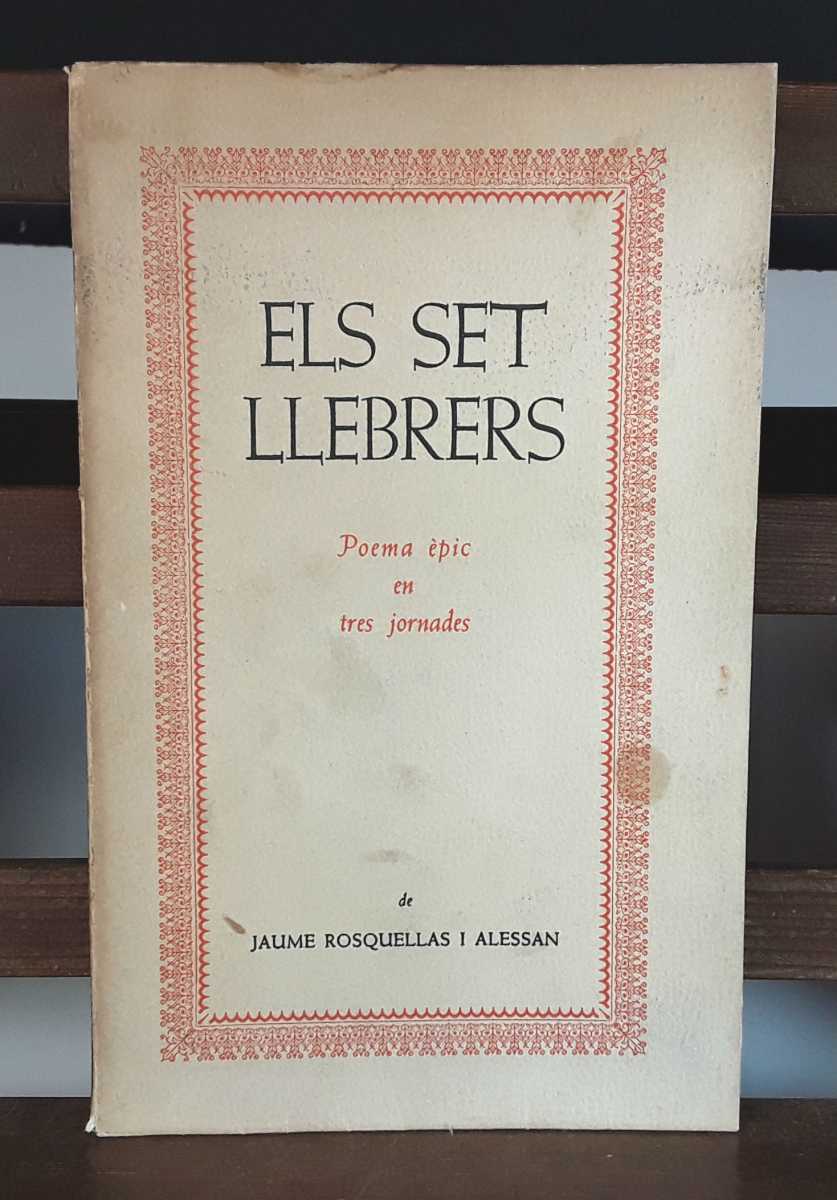 ELS SET
LLEBRERS
Poema èpic
en
tres jornades
de
JAUME ROSQUELLAS I ALESSAN